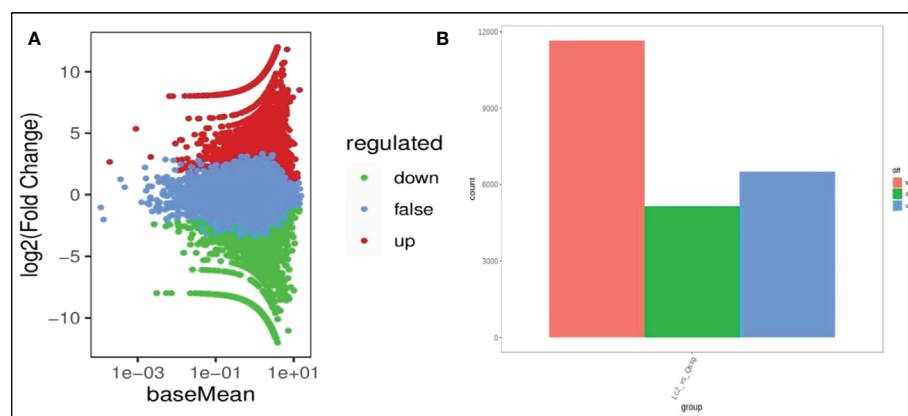 A
log2(Fold Change)
10
5
0
-5
-10
1e-03
1e-01
1e+01
baseMean
regulated
down
false
up
B
count
12000
9000
6000
3000
0
Lc2_vs_Qssg
group
diff